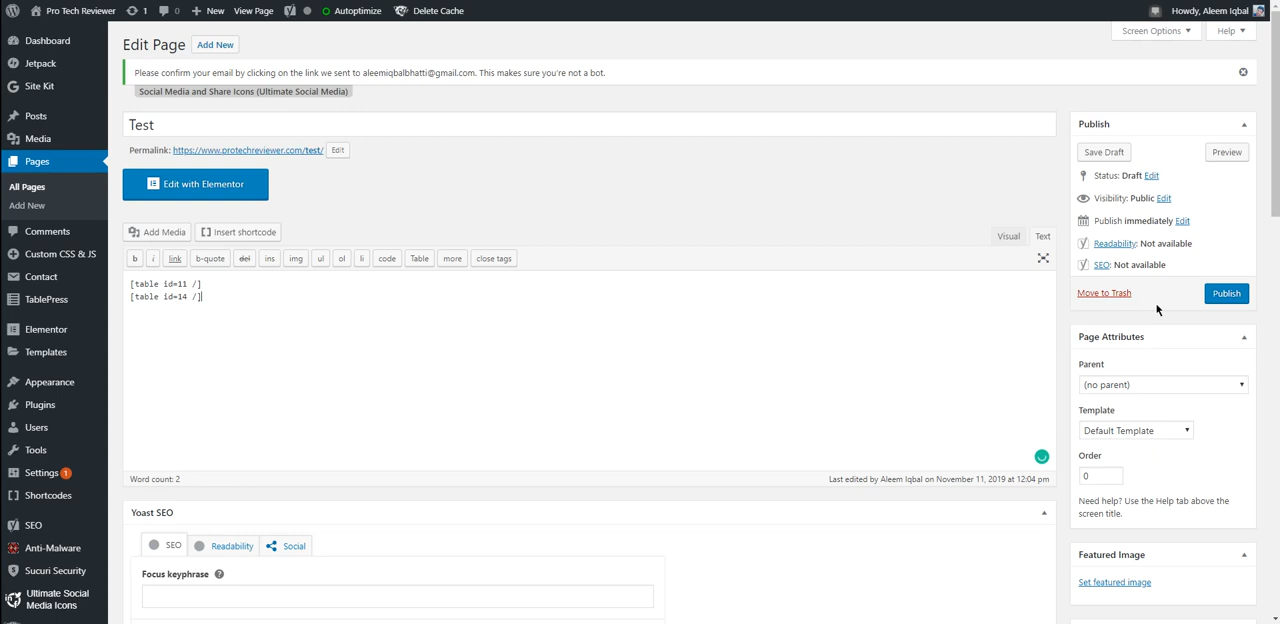 Pro Tech Reviewer 1 0 New View Page Autoptimize Delete Cache Howdy, Aleem Iqbal
Screen Options Help
Dashboard
Jetpack
Site Kit
Posts
Media
Pages
All Pages
Add New
Comments
Custom CSS & JS
Contact
TablePress
Elementor
Templates
Appearance
Plugins
Users
Tools
Settings 1
Shortcodes
SEO
Anti-Malware
Sucuri Security
Ultimate Social
Media Icons
Edit Page Add New
Please confirm your email by clicking on the link we sent to aleemiqbalbhatti@gmail.com. This makes sure you're not a bot.
Social Media and Share Icons (Ultimate Social Media)
Test
Permalink: https://www.protechreviewer.com/test/ Edit
Edit with Elementor
Add Media Insert shortcode Visual Text
b i link b-quote del ins img ul ol li code Table more close tags
[table id=11 /]
[table id=14 /]
Word count: 2 Last edited by Aleem Iqbal on November 11, 2019 at 12:04 pm
Yoast SEO
SEO Readability Social
Focus keyphrase ?
Publish
Save Draft Preview
Status: Draft Edit
Visibility: Public Edit
Publish immediately Edit
Readability: Not available
SEO: Not available
Move to Trash Publish
Page Attributes
Parent
(no parent)
Template
Default Template
Order
0
Need help? Use the Help tab above the
screen title.
Featured Image
Set featured image